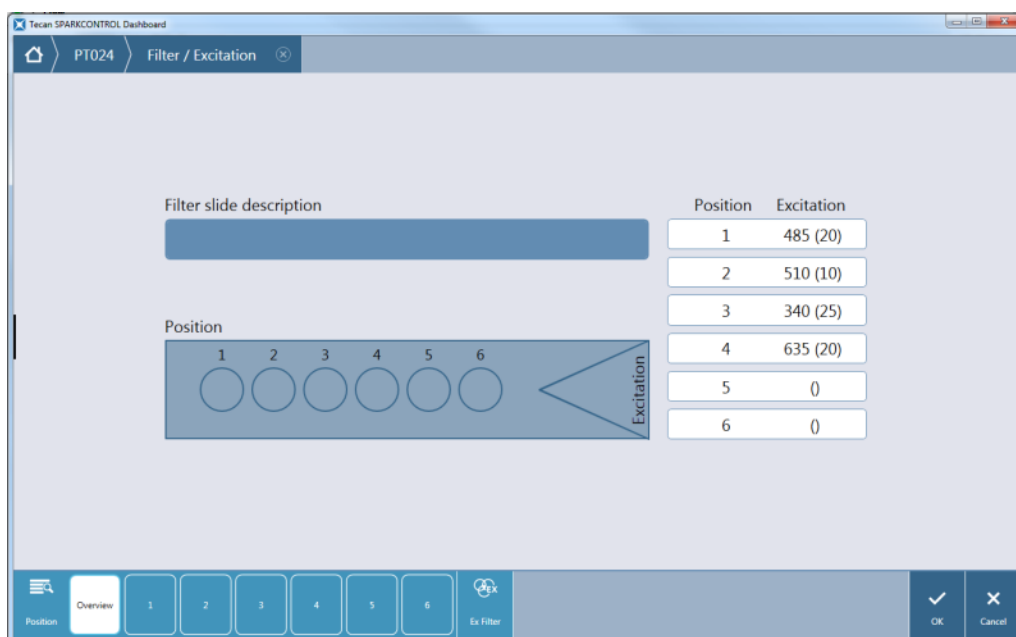 Tecan SPARKCONTROL Dashboard
PT024 Filter / Excitation
Filter slide description
Position Excitation
1 485 (20)
2 510 (10)
3 340 (25)
4 635 (20)
5 ()
6 ()
Position
1 2 3 4 5 6
Excitation
Position
Overview
1 2 3 4 5 6
EX
Ex Filter
OK
Cancel